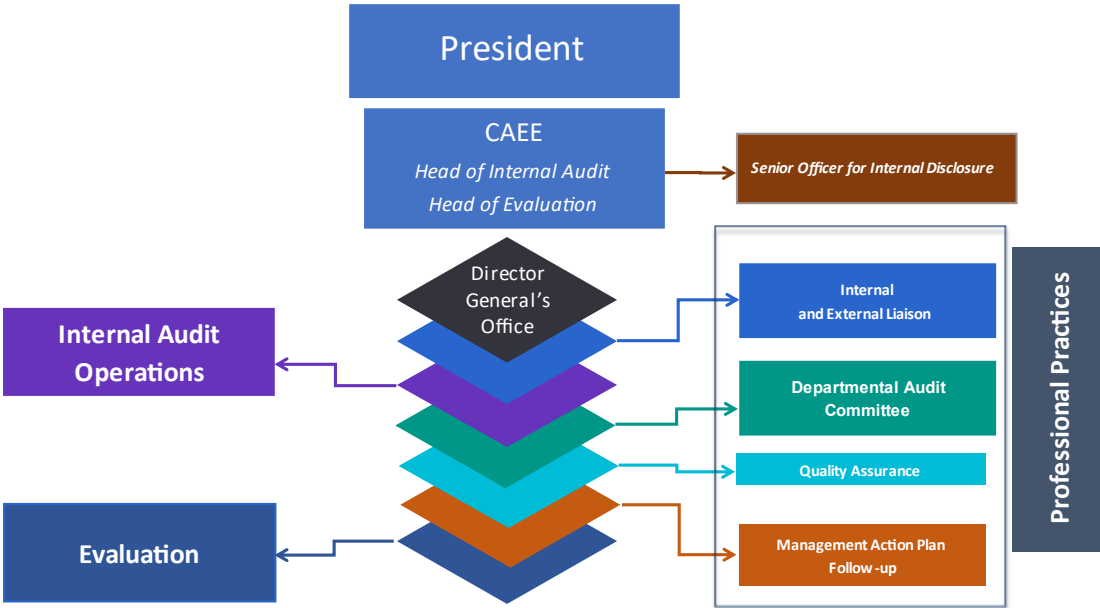 President
CAEE
Head of Internal Audit
Head of Evaluation
Senior Officer for Internal Disclosure
Director
General’s
Office
Internal
and External Liaison
Internal Audit
Operations
Departmental Audit
Committee
Quality Assurance
Evaluation
Management Action Plan
Follow-up
Professional Practices